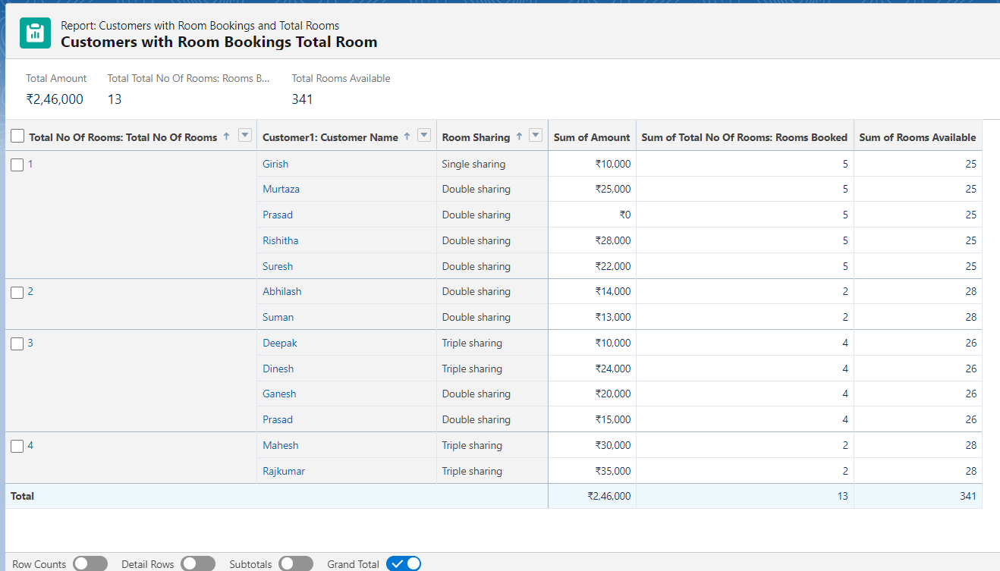 Report: Customers with Room Bookings and Total Rooms
Customers with Room Bookings Total Room
Total Amount Total Total No Of Rooms: Rooms B... Total Rooms Available
₹2,46,000 13 341
Total No Of Rooms: Total No Of Rooms ↑ Customer1: Customer Name ↑ Room Sharing ↑ Sum of Amount Sum of Total No Of Rooms: Rooms Booked Sum of Rooms Available
1 Girish Single sharing ₹10,000 5 25
Murtaza Double sharing ₹25,000 5 25
Prasad Double sharing ₹0 5 25
Rishitha Double sharing ₹28,000 5 25
Suresh Double sharing ₹22,000 5 25
2 Abhilash Double sharing ₹14,000 2 28
Suman Double sharing ₹13,000 2 28
3 Deepak Triple sharing ₹10,000 4 26
Dinesh Triple sharing ₹24,000 4 26
Ganesh Double sharing ₹20,000 4 26
Prasad Double sharing ₹15,000 4 26
4 Mahesh Triple sharing ₹30,000 2 28
Rajkumar Triple sharing ₹35,000 2 28
Total ₹2,46,000 13 341
Row Counts Detail Rows Subtotals Grand Total